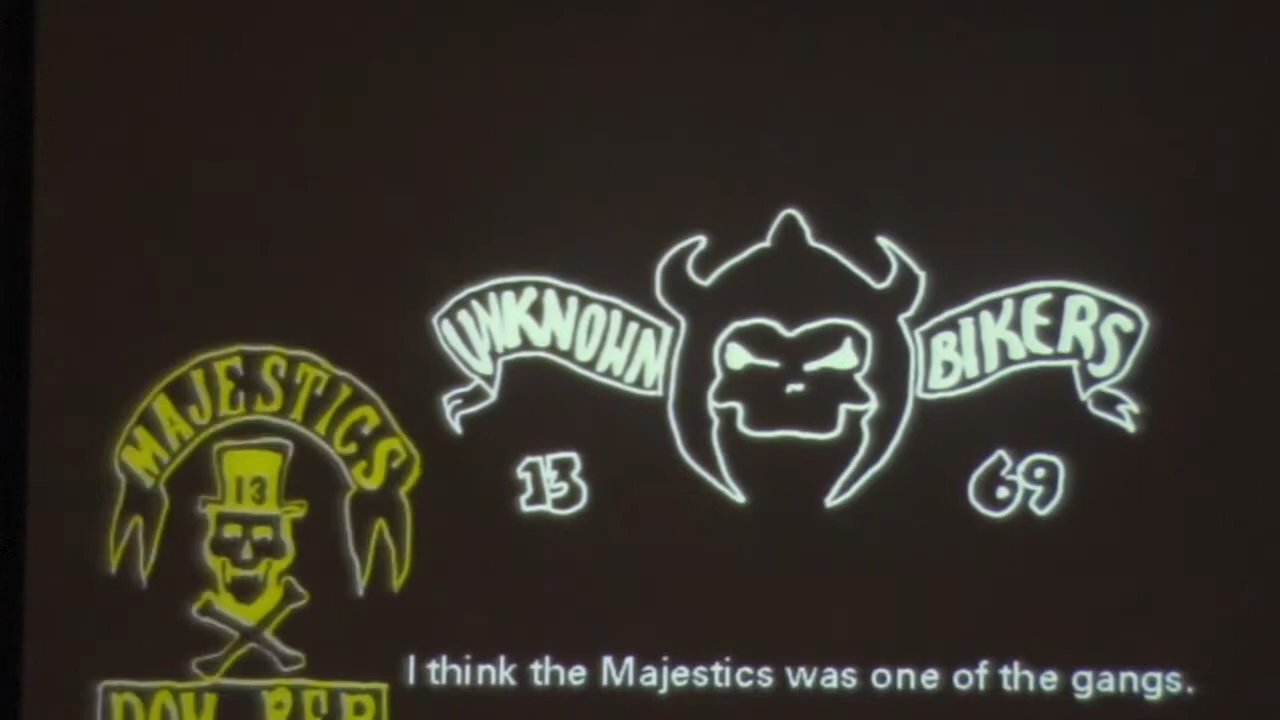 UNKNOWN BIKERS
13 69
MAJESTICS
13
I think the Majestics was one of the gangs.